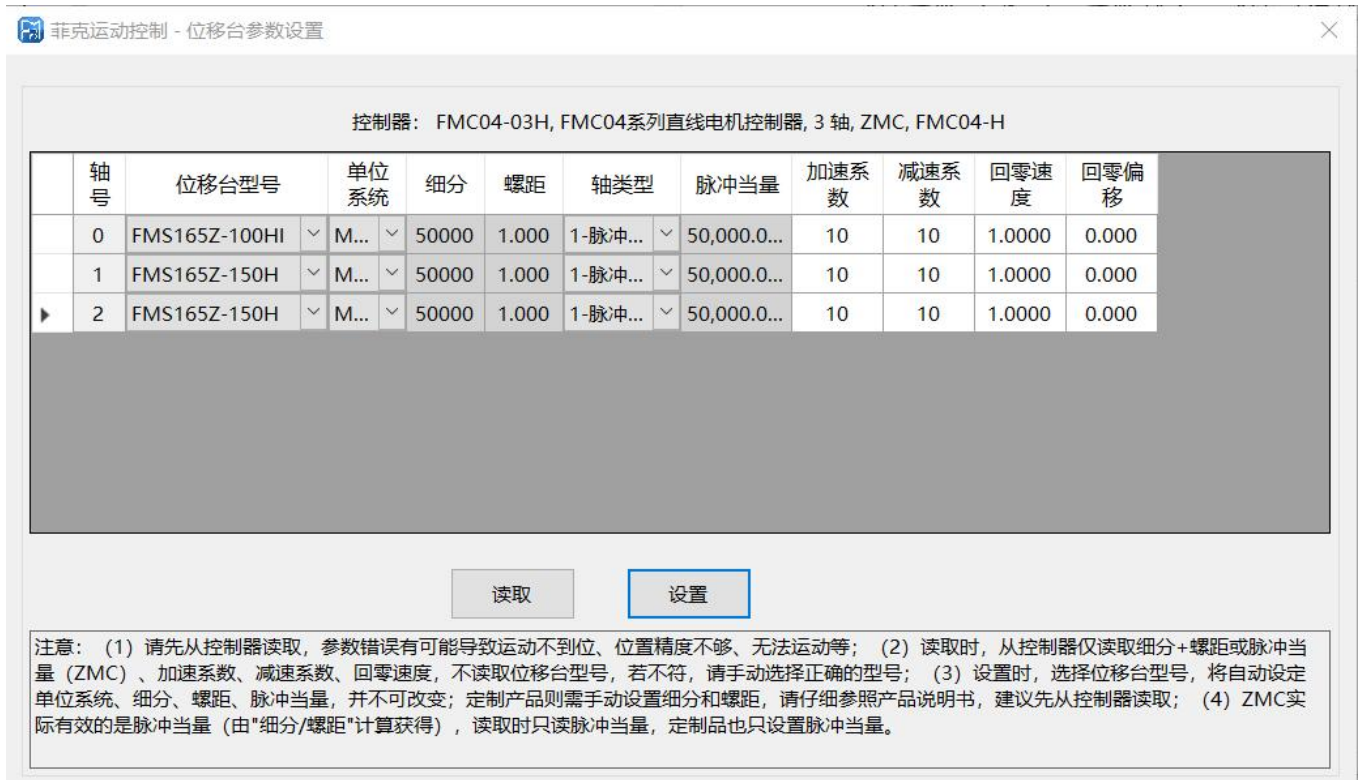 菲克运动控制 - 位移台参数设置
控制器： FMC04-03H, FMC04系列直线电机控制器, 3 轴, ZMC, FMC04-H
轴号 位移台型号 单位系统 细分 螺距 轴类型 脉冲当量 加速系数 减速系数 回零速度 回零偏移
0 FMS165Z-100HI M... 50000 1.000 1-脉冲... 50,000.0... 10 10 1.0000 0.000
1 FMS165Z-150H M... 50000 1.000 1-脉冲... 50,000.0... 10 10 1.0000 0.000
2 FMS165Z-150H M... 50000 1.000 1-脉冲... 50,000.0... 10 10 1.0000 0.000
读取 设置
注意：（1）请先从控制器读取，参数错误有可能导致运动不到位、位置精度不够、无法运动等；（2）读取时，从控制器仅读取细分+螺距或脉冲当
量（ZMC）、加速系数、减速系数、回零速度，不读取位移台型号，若不符，请手动选择正确的型号；（3）设置时，选择位移台型号，将自动设定
单位系统、细分、螺距、脉冲当量，并不可改变；定制产品则需手动设置细分和螺距，请仔细参照产品说明书，建议先从控制器读取；（4）ZMC实
际有效的是脉冲当量（由"细分/螺距"计算获得），读取时只读脉冲当量，定制品也只设置脉冲当量。